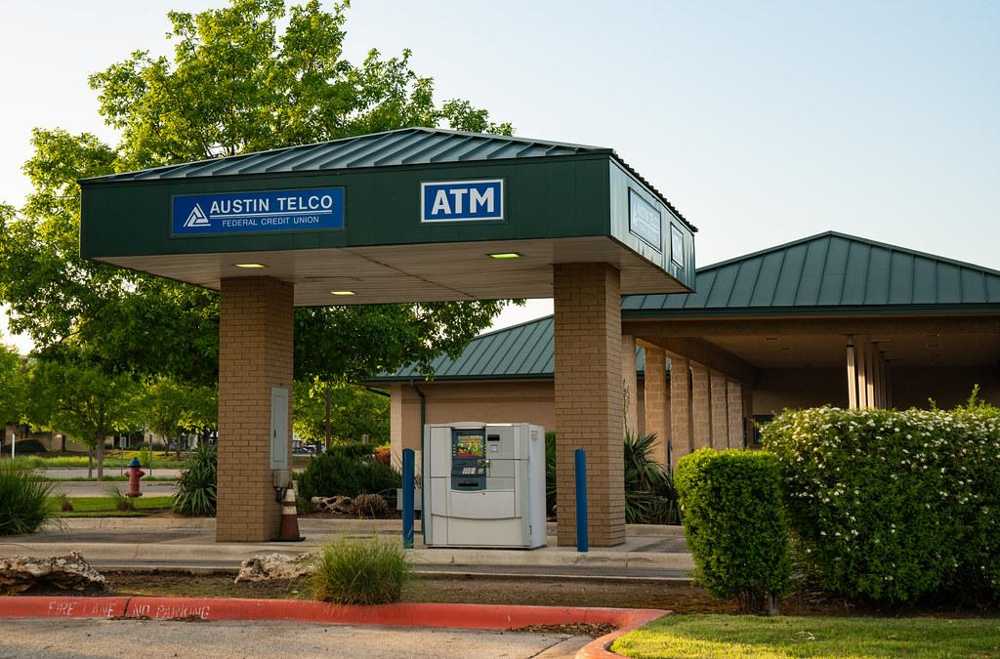 AUSTIN TELCO
FEDERAL CREDIT UNION
ATM
FIRE LANE NO PARKING